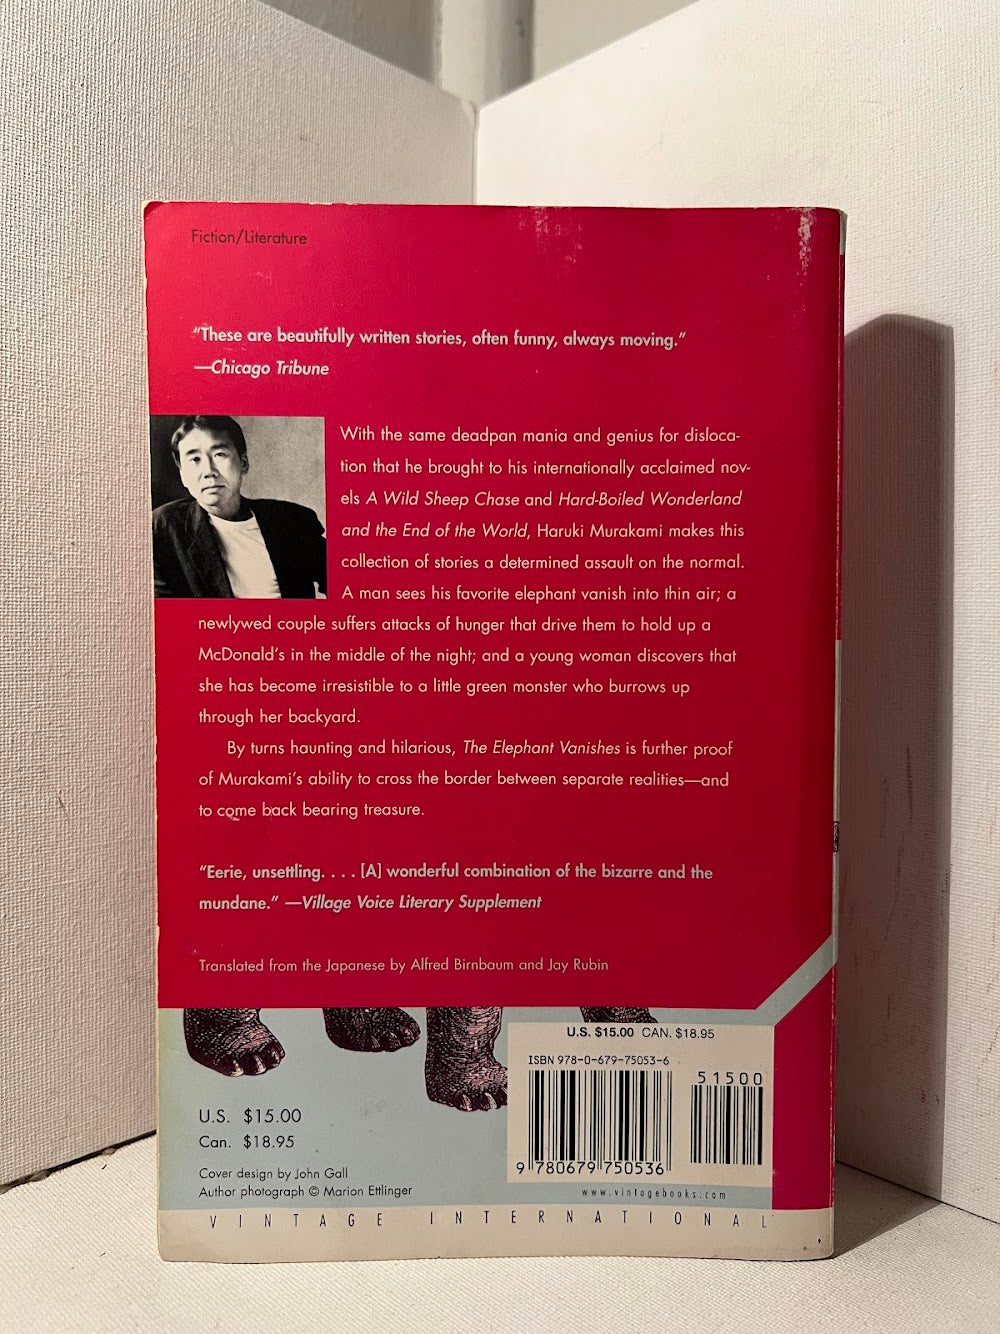 Fiction/Literature
"These are beautifully written stories, often funny, always moving."
—Chicago Tribune
With the same deadpan mania and genius for disloca-
tion that he brought to his internationally acclaimed nov-
els A Wild Sheep Chase and Hard-Boiled Wonderland
and the End of the World, Haruki Murakami makes this
collection of stories a determined assault on the normal.
A man sees his favorite elephant vanish into thin air; a
newlywed couple suffers attacks of hunger that drive them to hold up a
McDonald's in the middle of the night; and a young woman discovers that
she has become irresistible to a little green monster who burrows up
through her backyard.
By turns haunting and hilarious, The Elephant Vanishes is further proof
of Murakami's ability to cross the border between separate realities—and
to come back bearing treasure.
"Eerie, unsettling. . . . [A] wonderful combination of the bizarre and the
mundane." —Village Voice Literary Supplement
Translated from the Japanese by Alfred Birnbaum and Jay Rubin
U.S. $15.00 CAN. $18.95
ISBN 978-0-679-75053-6
51500
9 780679 750536
www.vintagebooks.com
U.S. $15.00
Can. $18.95
Cover design by John Gall
Author photograph © Marion Ettlinger
VINTAGE INTERNATIONAL